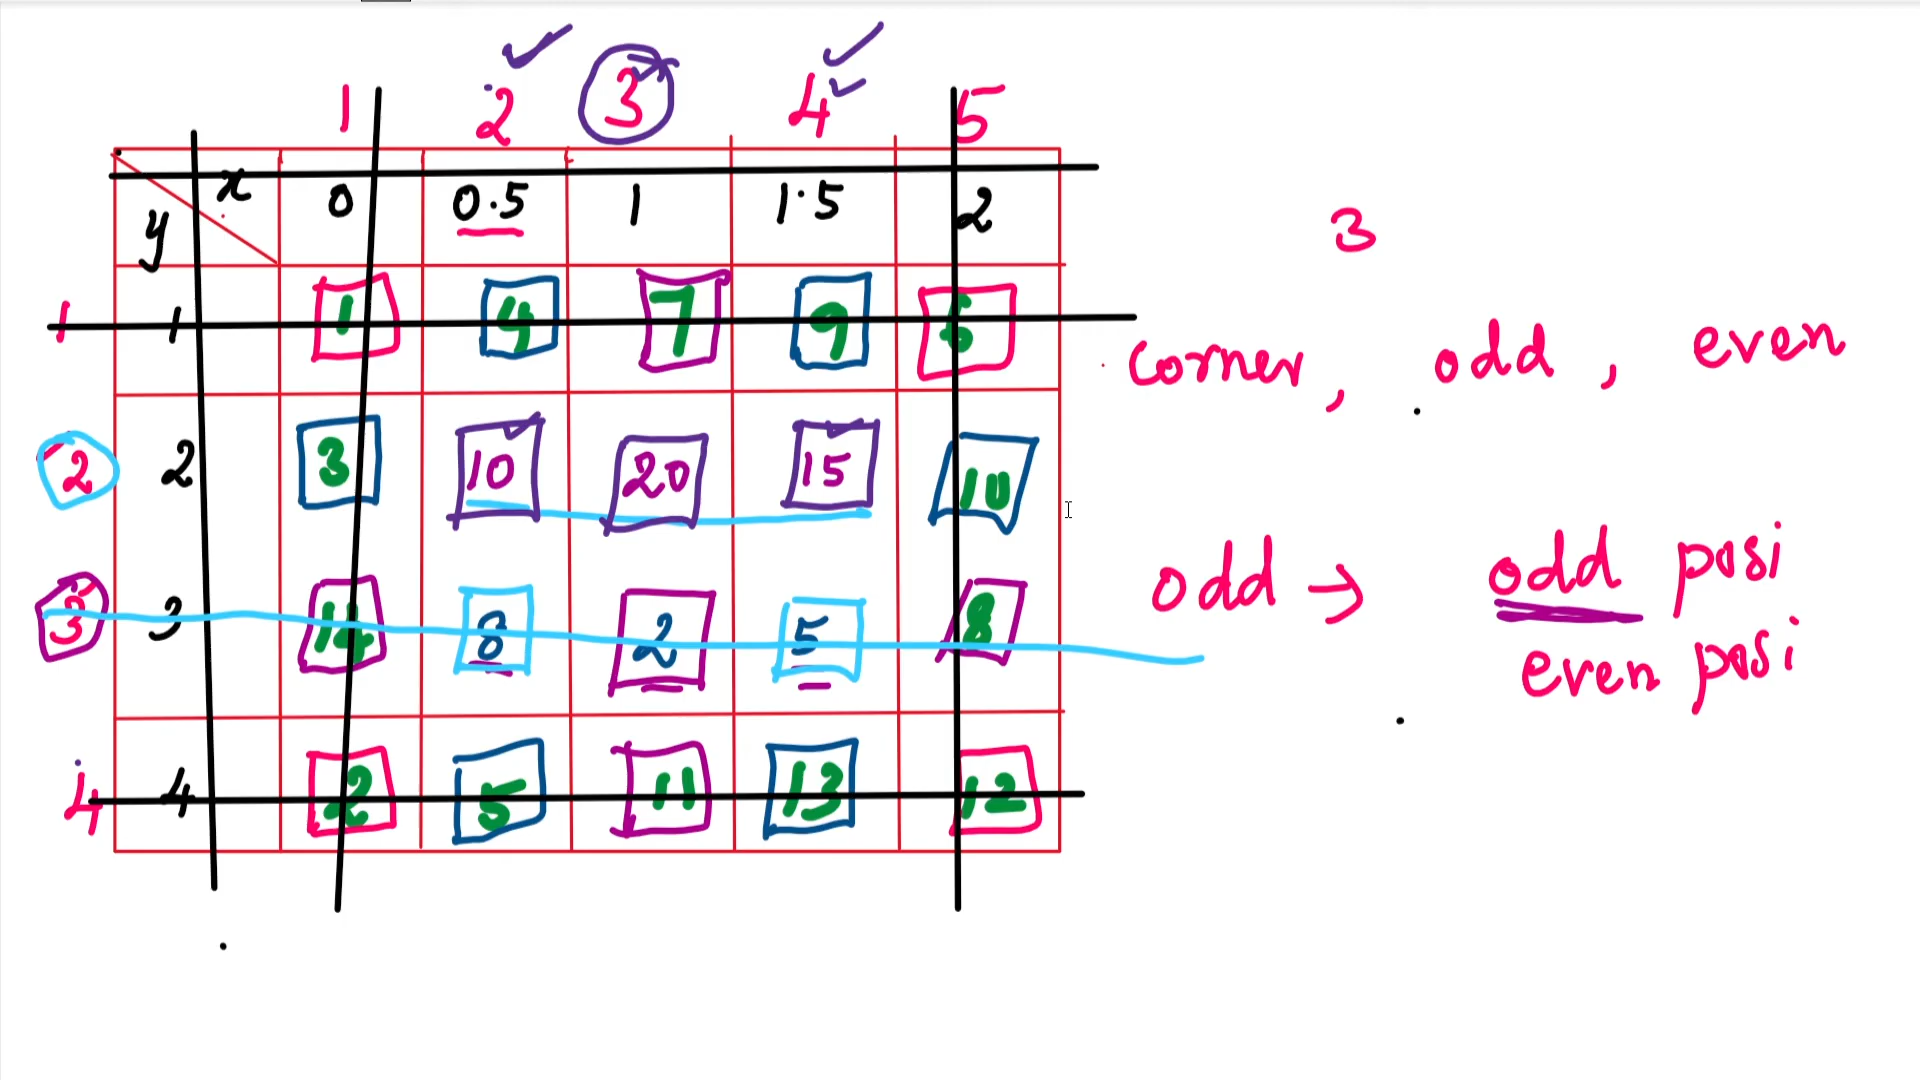 1 2 3 4 5
x 0 0.5 1 1.5 2
y
3
1 1 1 4 7 9
corner, odd, even
2 2 3 10 20 15 10
odd → odd posi
3 3 14 8 2 5 8
even posi
4 4 2 5 11 13 12